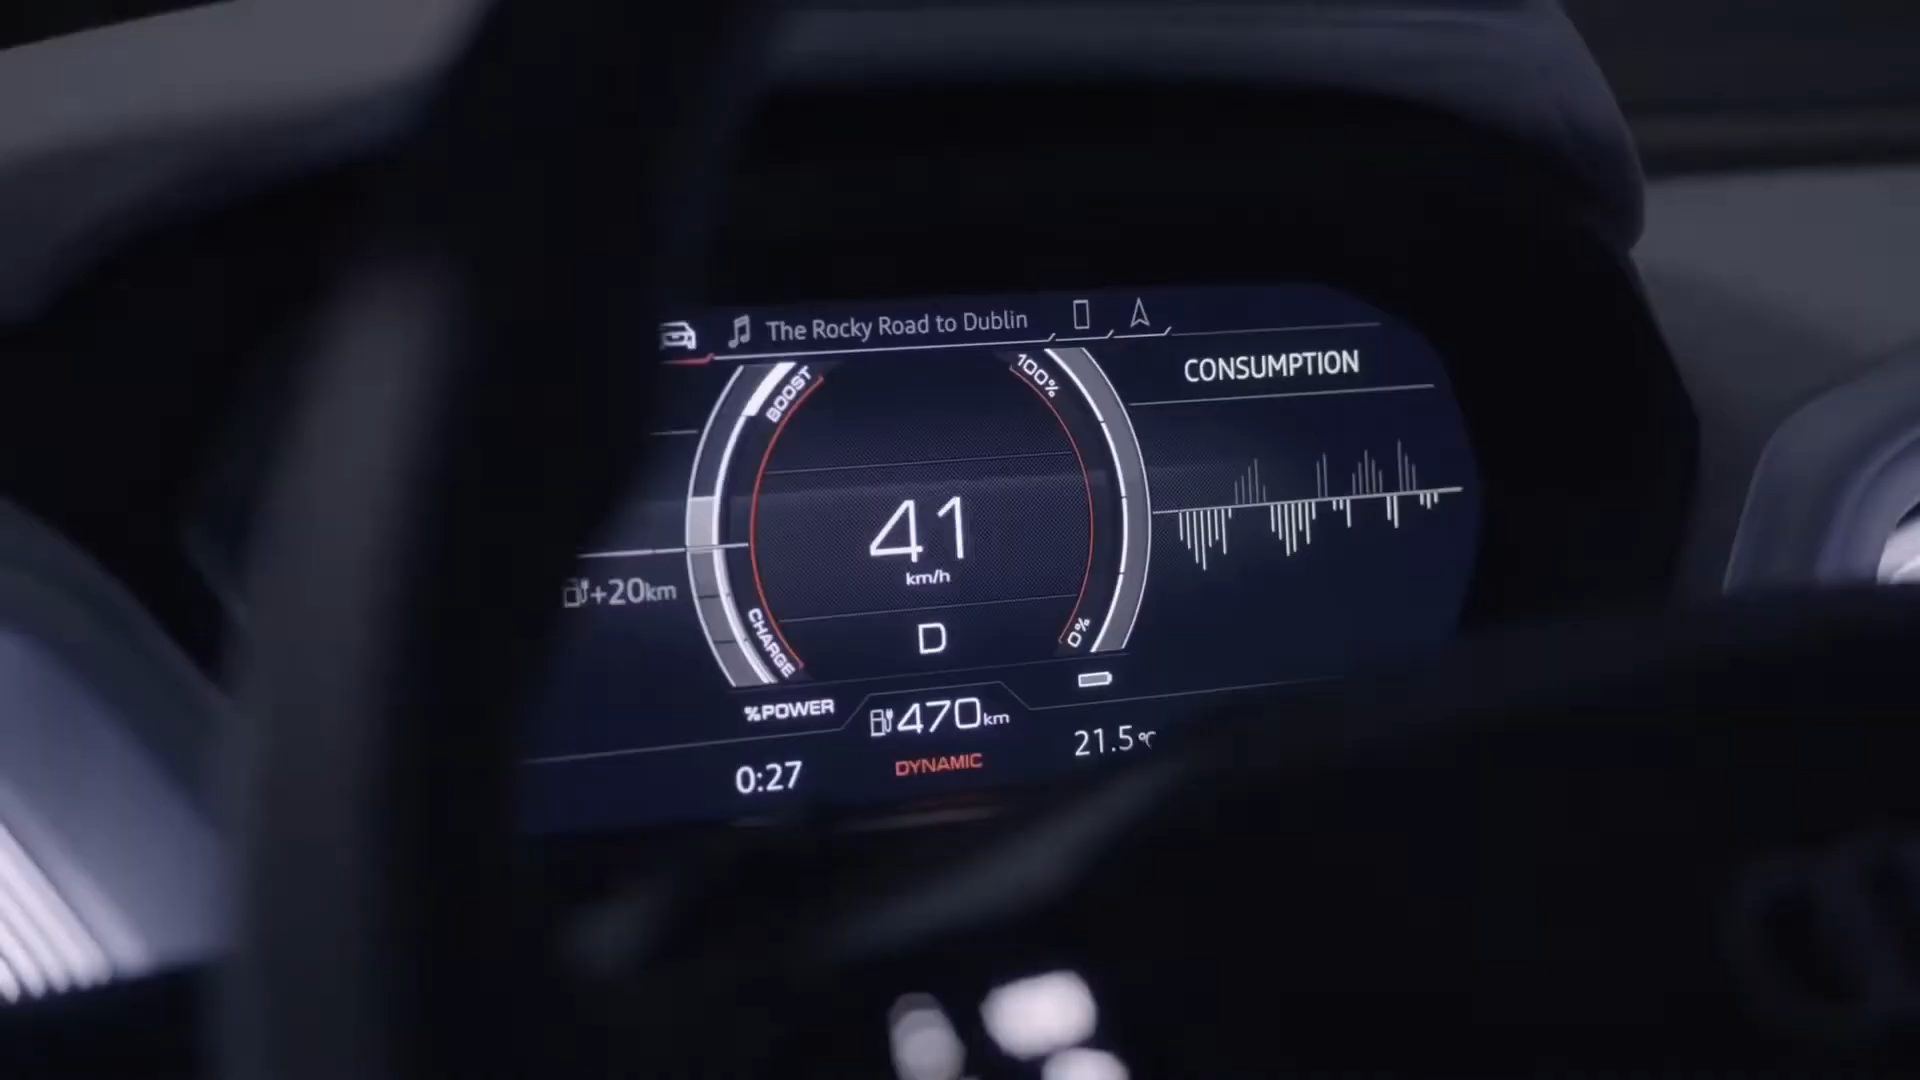 The Rocky Road to Dublin
CONSUMPTION
BOOST
100%
41
km/h
+20km
CHARGE
0%
D
%POWER
470km
0:27
DYNAMIC
21.5°C